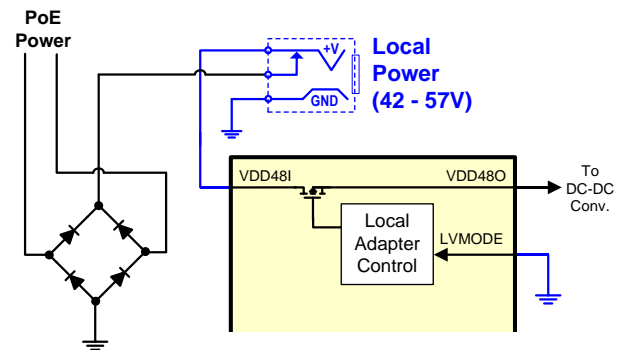 PoE
Power
+V
GND
Local
Power
(42 - 57V)
VDD48I
VDD48O
To
DC-DC
Conv.
Local
Adapter
Control
LVMODE